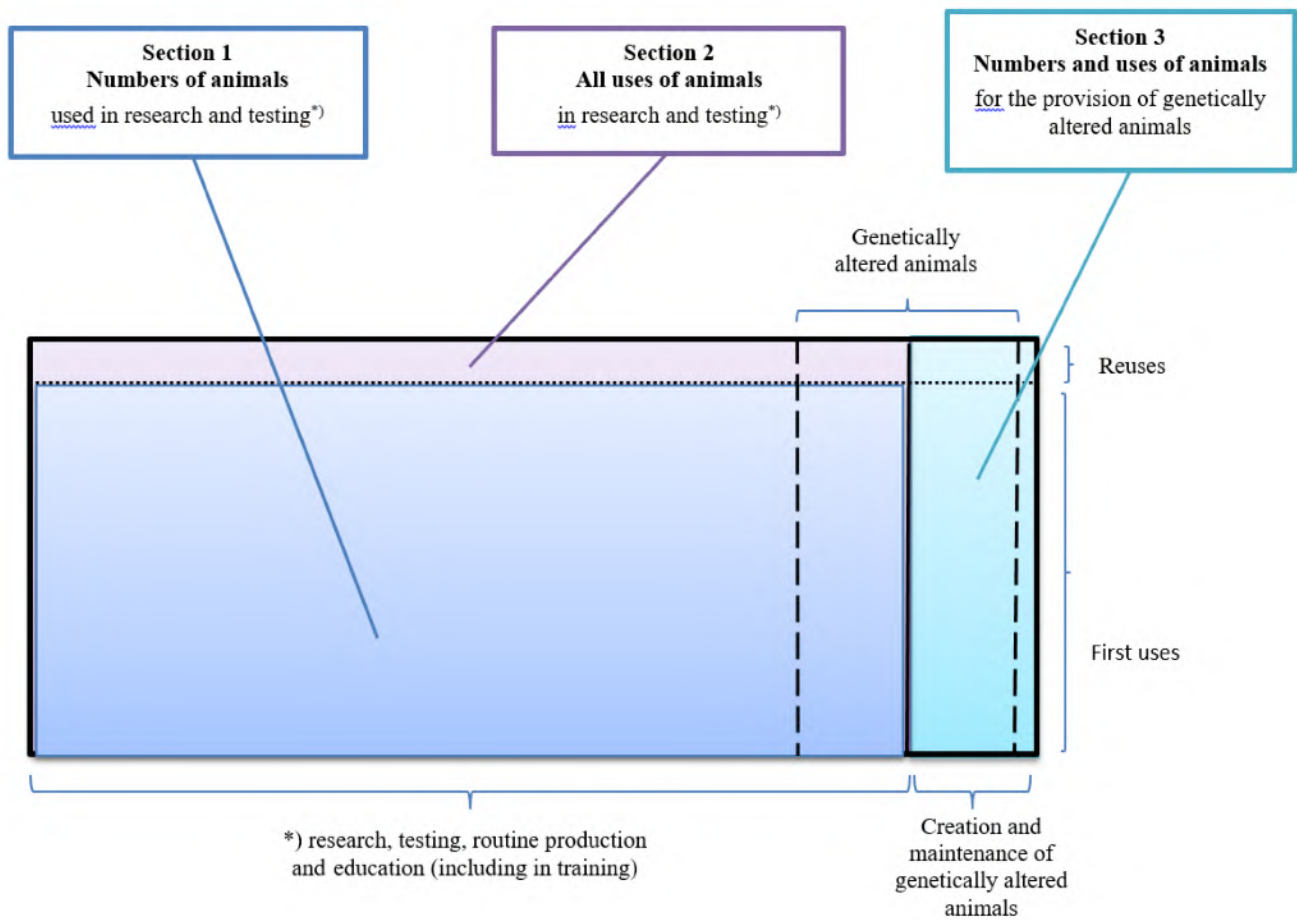 Section 1
Numbers of animals
used in research and testing*)
Section 2
All uses of animals
in research and testing*)
Section 3
Numbers and uses of animals
for the provision of genetically
altered animals
Genetically
altered animals
Reuses
First uses
*) research, testing, routine production
and education (including in training)
Creation and
maintenance of
genetically altered
animals